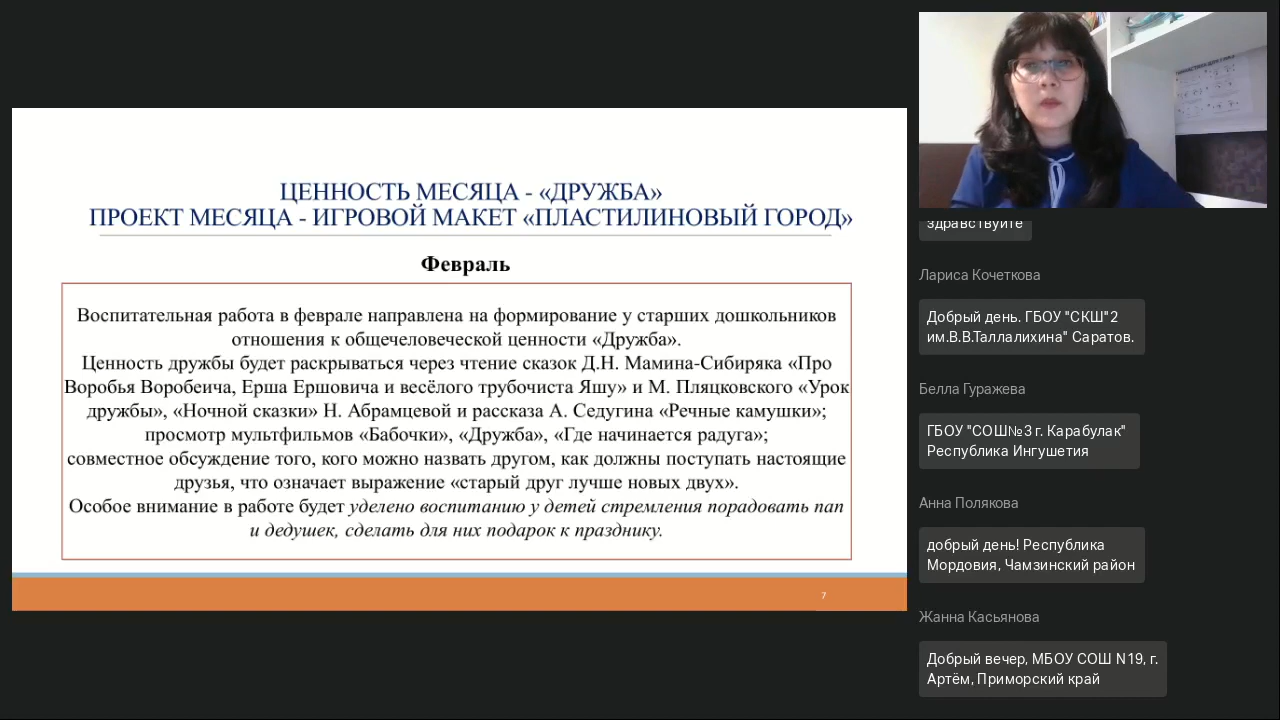 ЦЕННОСТЬ МЕСЯЦА - «ДРУЖБА»
ПРОЕКТ МЕСЯЦА - ИГРОВОЙ МАКЕТ «ПЛАСТИЛИНОВЫЙ ГОРОД»
Февраль
Воспитательная работа в феврале направлена на формирование у старших дошкольников
отношения к общечеловеческой ценности «Дружба».
Ценность дружбы будет раскрываться через чтение сказок Д.Н. Мамина-Сибиряка «Про
Воробья Воробеича, Ерша Ершовича и весёлого трубочиста Яшу» и М. Пляцковского «Урок
дружбы», «Ночной сказки» Н. Абрамцевой и рассказа А. Седугина «Речные камушки»;
просмотр мультфильмов «Бабочки», «Дружба», «Где начинается радуга»;
совместное обсуждение того, кого можно назвать другом, как должны поступать настоящие
друзья, что означает выражение «старый друг лучше новых двух».
Особое внимание в работе будет уделено воспитанию у детей стремления порадовать пап
и дедушек, сделать для них подарок к празднику.
7
здравствуйте
Лариса Кочеткова
Добрый день. ГБОУ "СКШ"2
им.В.В.Таллалихина" Саратов.
Белла Гуражева
ГБОУ "СОШ№3 г. Карабулак"
Республика Ингушетия
Анна Полякова
добрый день! Республика
Мордовия, Чамзинский район
Жанна Касьянова
Добрый вечер, МБОУ СОШ N19, г.
Артём, Приморский край